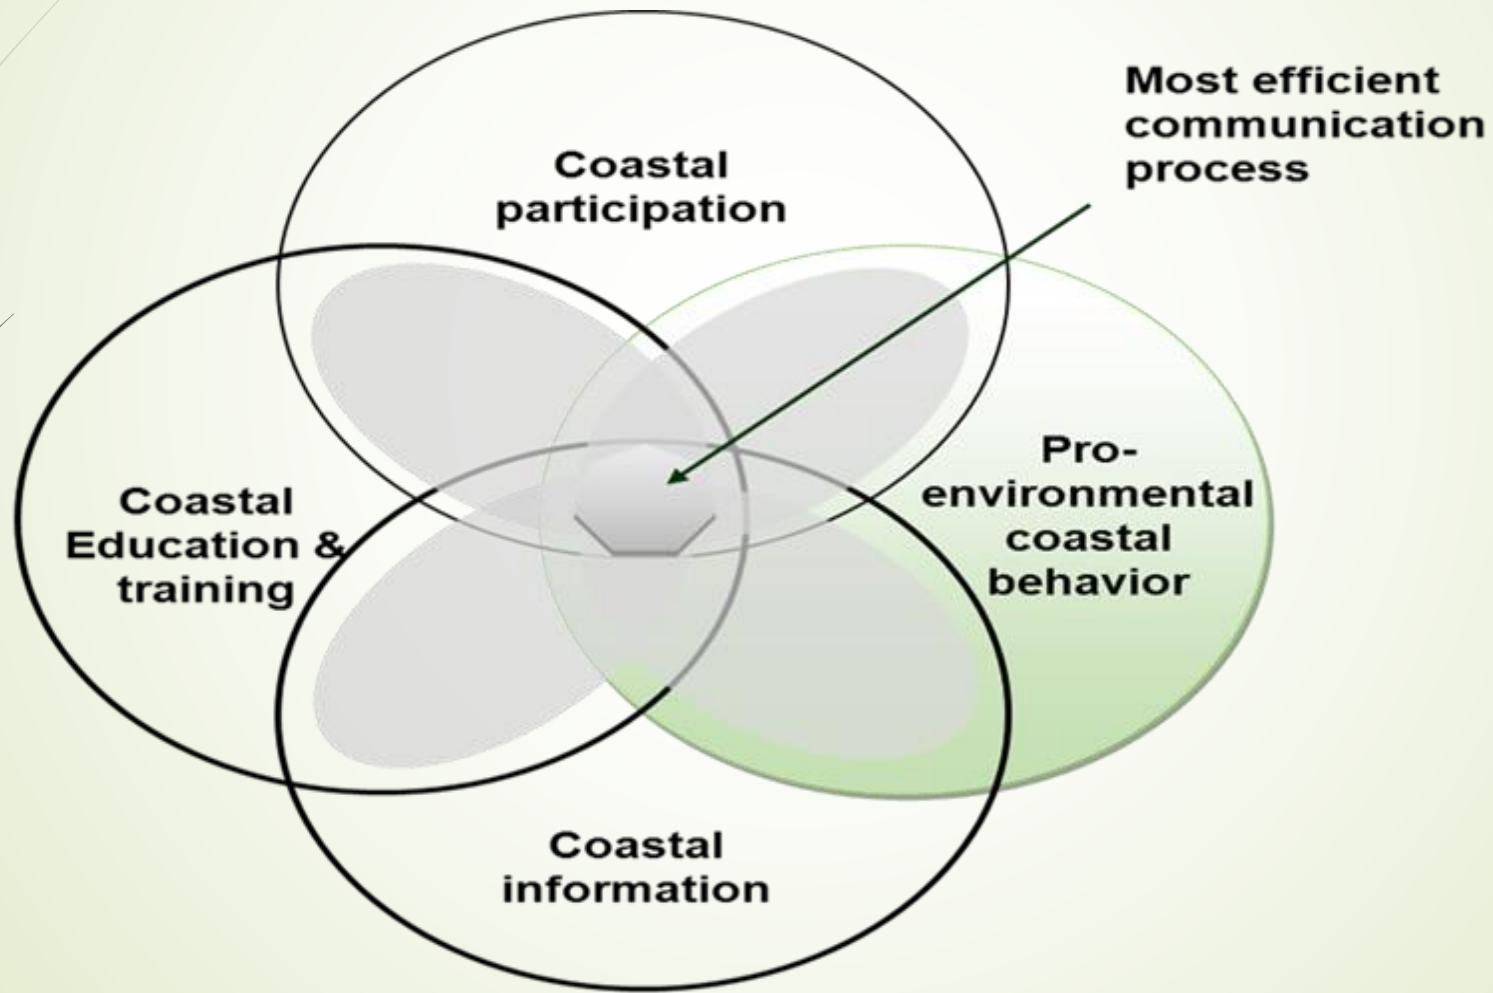 Most efficient
communication
process
Coastal
participation
Pro-
environmental
coastal
behavior
Coastal
Education &
training
Coastal
information